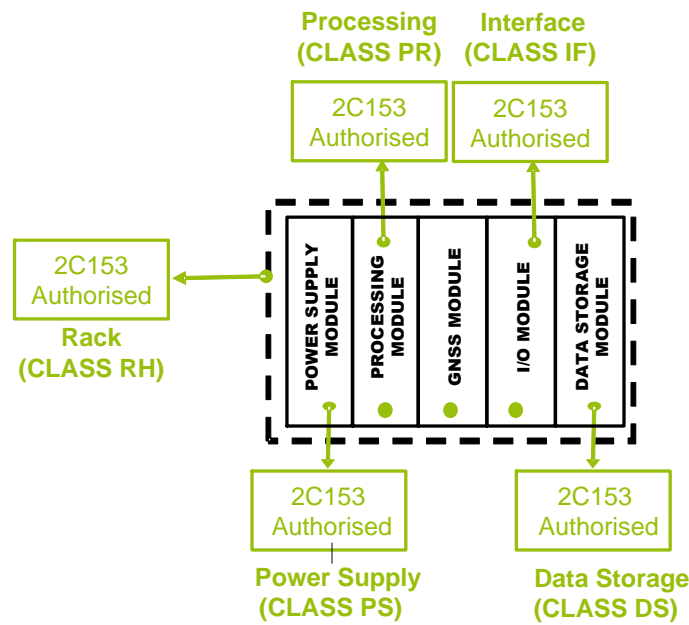 Processing
(CLASS PR)
Interface
(CLASS IF)
2C153
Authorised
2C153
Authorised
2C153
Authorised
Rack
(CLASS RH)
POWER SUPPLY
MODULE
PROCESSING
MODULE
GNSS MODULE
I/O MODULE
DATA STORAGE
MODULE
2C153
Authorised
Power Supply
(CLASS PS)
2C153
Authorised
Data Storage
(CLASS DS)